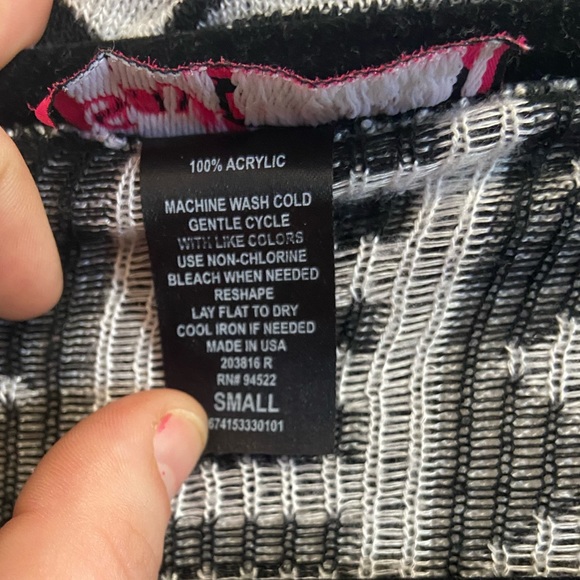 100% ACRYLIC
MACHINE WASH COLD
GENTLE CYCLE
WITH LIKE COLORS
USE NON-CHLORINE
BLEACH WHEN NEEDED
RESHAPE
LAY FLAT TO DRY
COOL IRON IF NEEDED
MADE IN USA
203816 R
RN# 94522
SMALL
674153330101